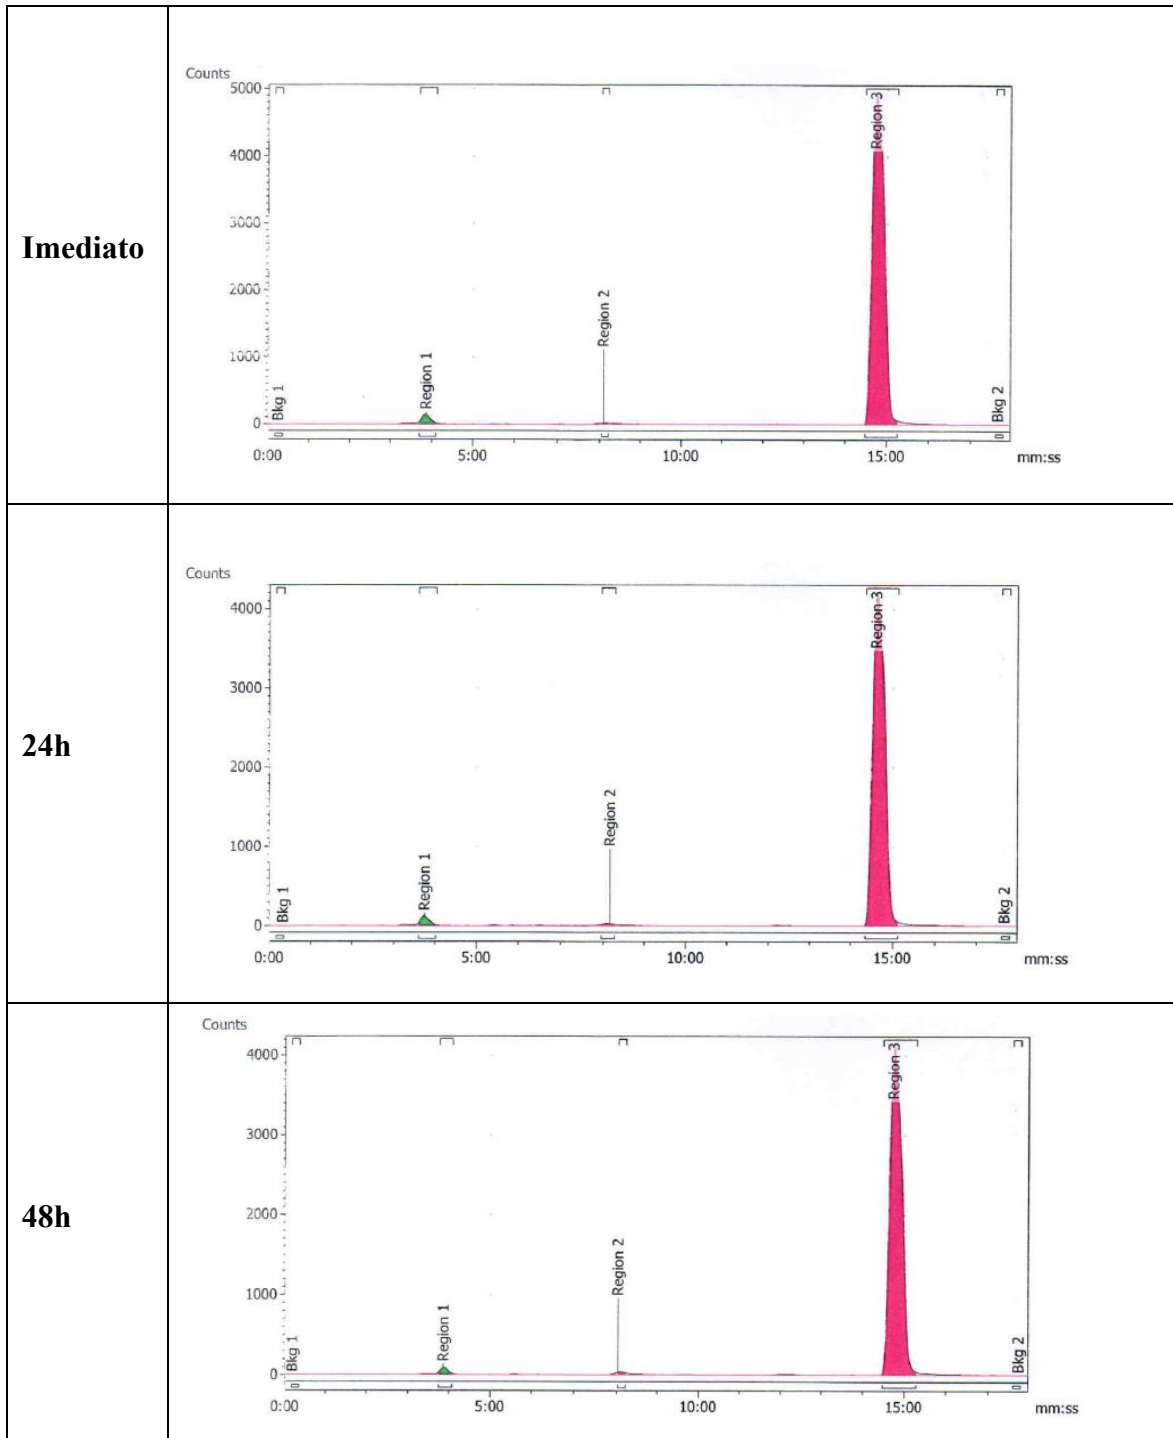 Imediato
Counts
5000
4000
3000
2000
1000
0
Bkg 1
Region 1
Region 2
Region 3
Bkg 2
0:00 5:00 10:00 15:00 mm:ss
24h
Counts
4000
3000
2000
1000
0
Bkg 1
Region 1
Region 2
Region 3
Bkg 2
0:00 5:00 10:00 15:00 mm:ss
48h
Counts
4000
3000
2000
1000
0
Bkg 1
Region 1
Region 2
Region 3
Bkg 2
0:00 5:00 10:00 15:00 mm:ss